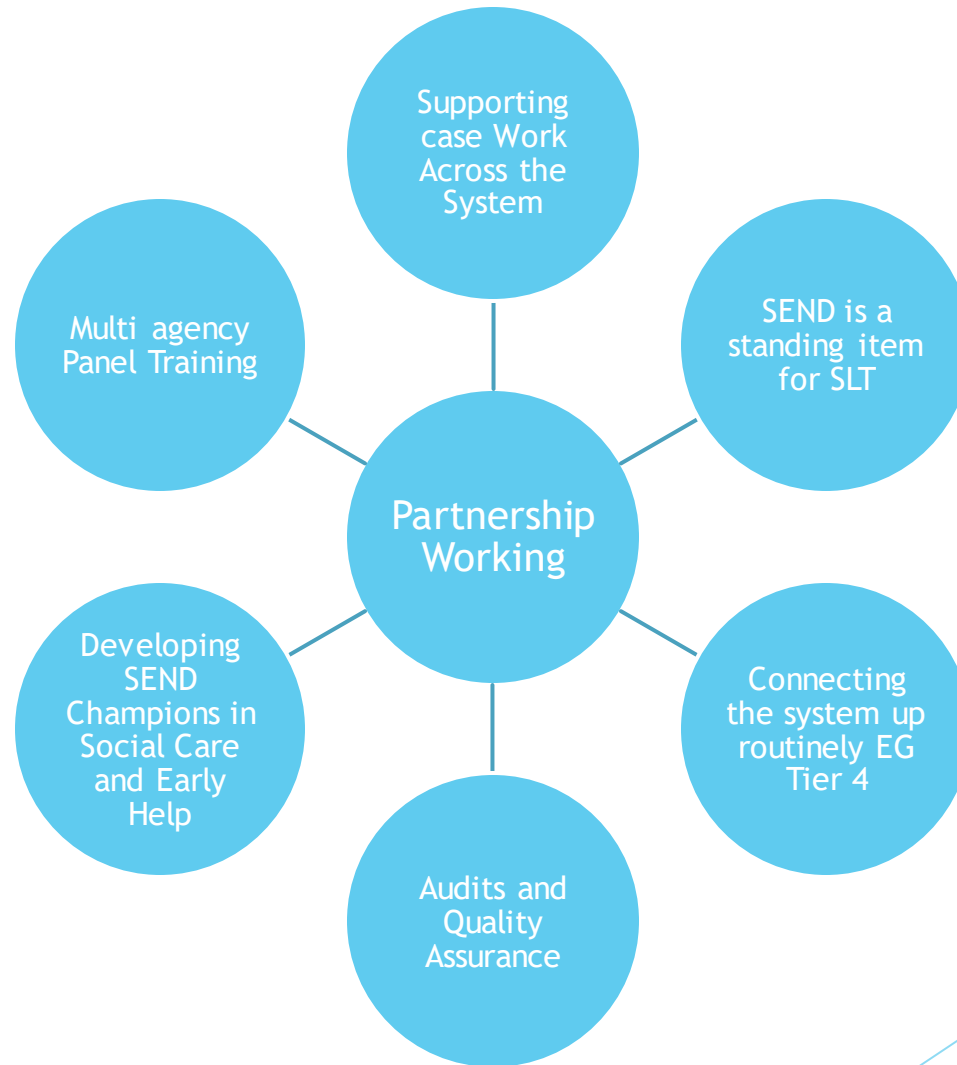 Supporting
case Work
Across the
System
SEND is a
standing item
for SLT
Connecting
the system up
routinely EG
Tier 4
Audits and
Quality
Assurance
Developing
SEND
Champions in
Social Care
and Early
Help
Multi agency
Panel Training
Partnership
Working